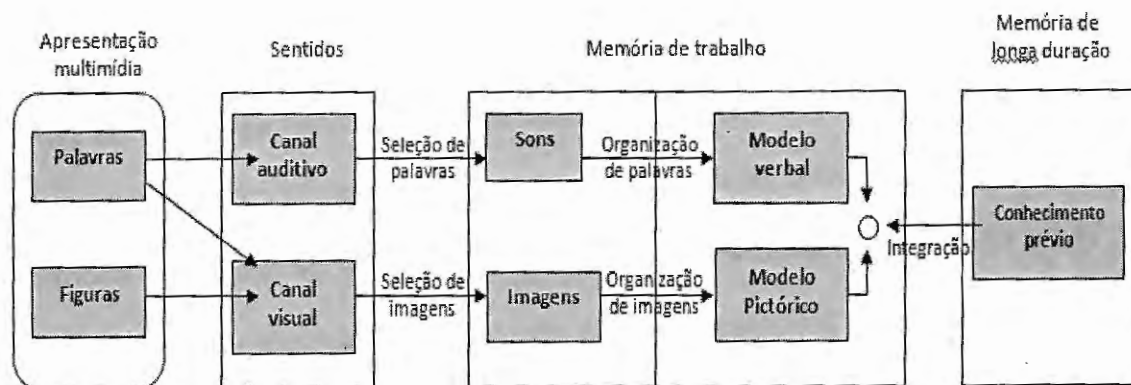 Apresentação
multimídia
Sentidos
Memória de trabalho
Memória de
longa duração
Palavras
Canal
auditivo
Seleção de
palavras
Sons
Organização
de palavras
Modelo
verbal
Figuras
Canal
visual
Seleção de
imagens
Imagens
Organização
de imagens
Modelo
Pictórico
Integração
Conhecimento
prévio